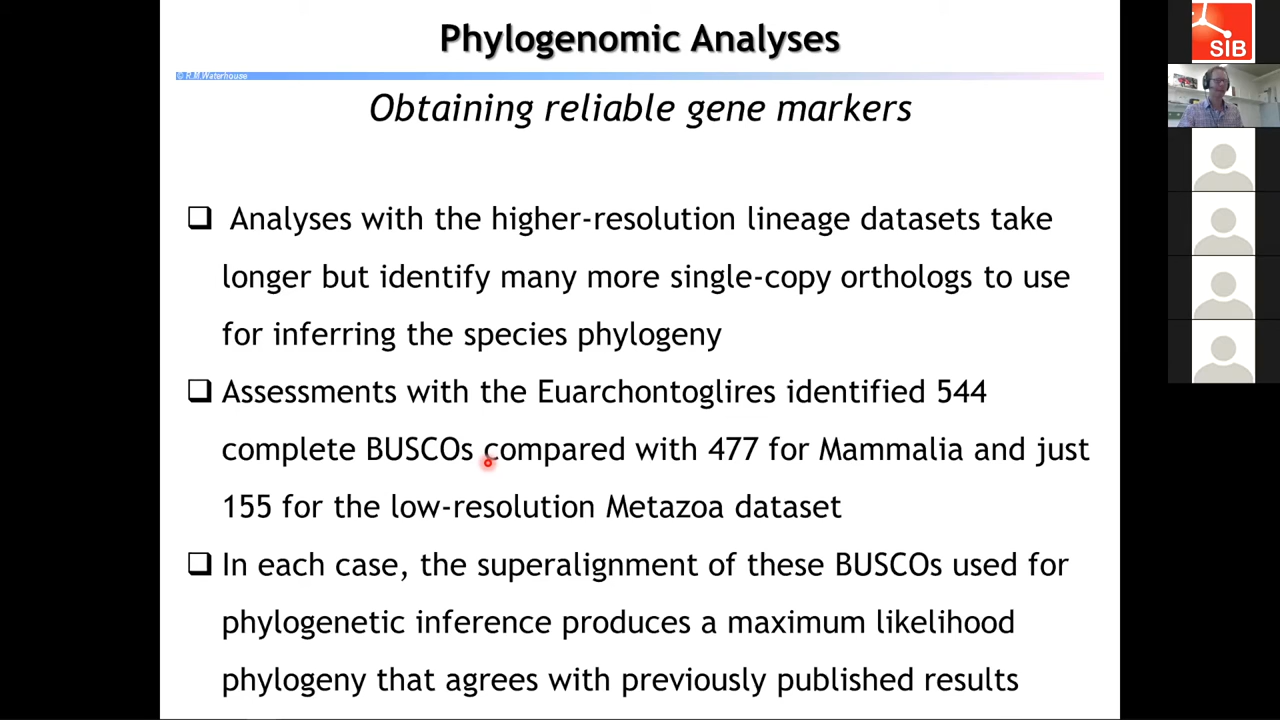 Phylogenomic Analyses
© R.M.Waterhouse
Obtaining reliable gene markers
Analyses with the higher-resolution lineage datasets take
longer but identify many more single-copy orthologs to use
for inferring the species phylogeny
Assessments with the Euarchontoglires identified 544
complete BUSCOs compared with 477 for Mammalia and just
155 for the low-resolution Metazoa dataset
In each case, the superalignment of these BUSCOs used for
phylogenetic inference produces a maximum likelihood
phylogeny that agrees with previously published results
SIB